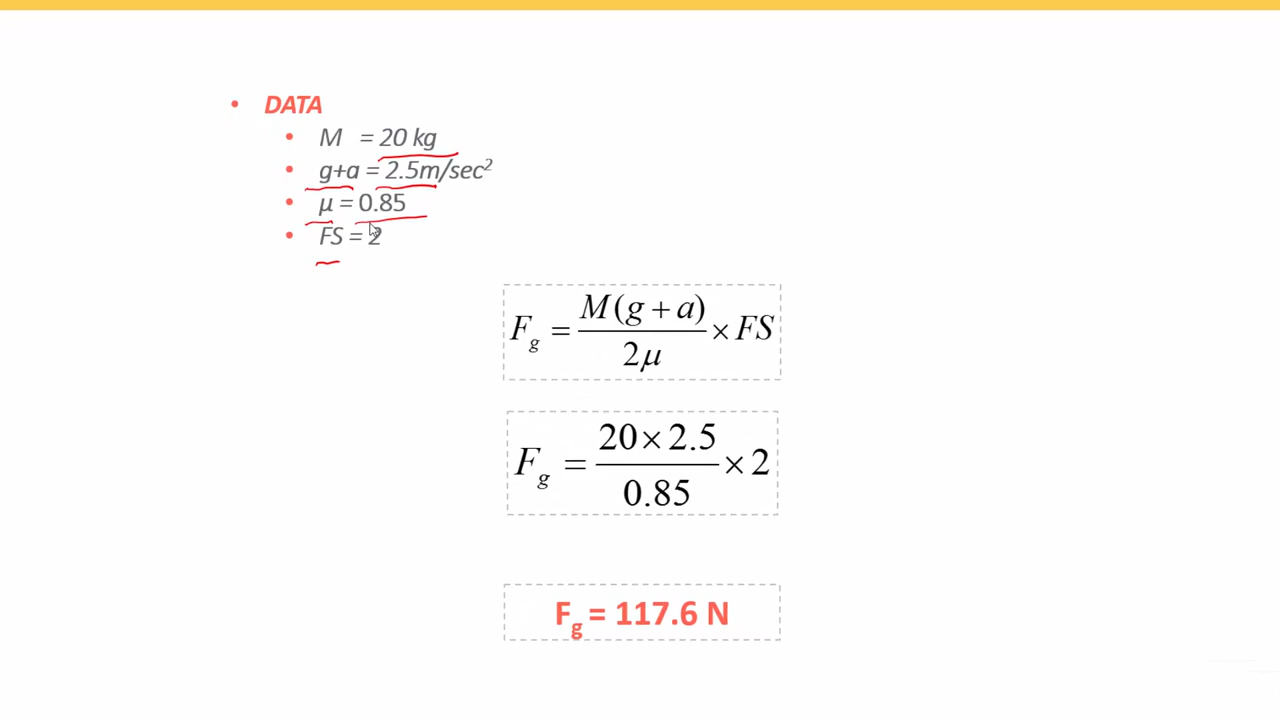 • DATA
• M = 20 kg
• g+a = 2.5m/sec²
• μ = 0.85
• FS = 2
F_g = M(g + a) / 2μ × FS
F_g = 20 × 2.5 / 0.85 × 2
F_g = 117.6 N